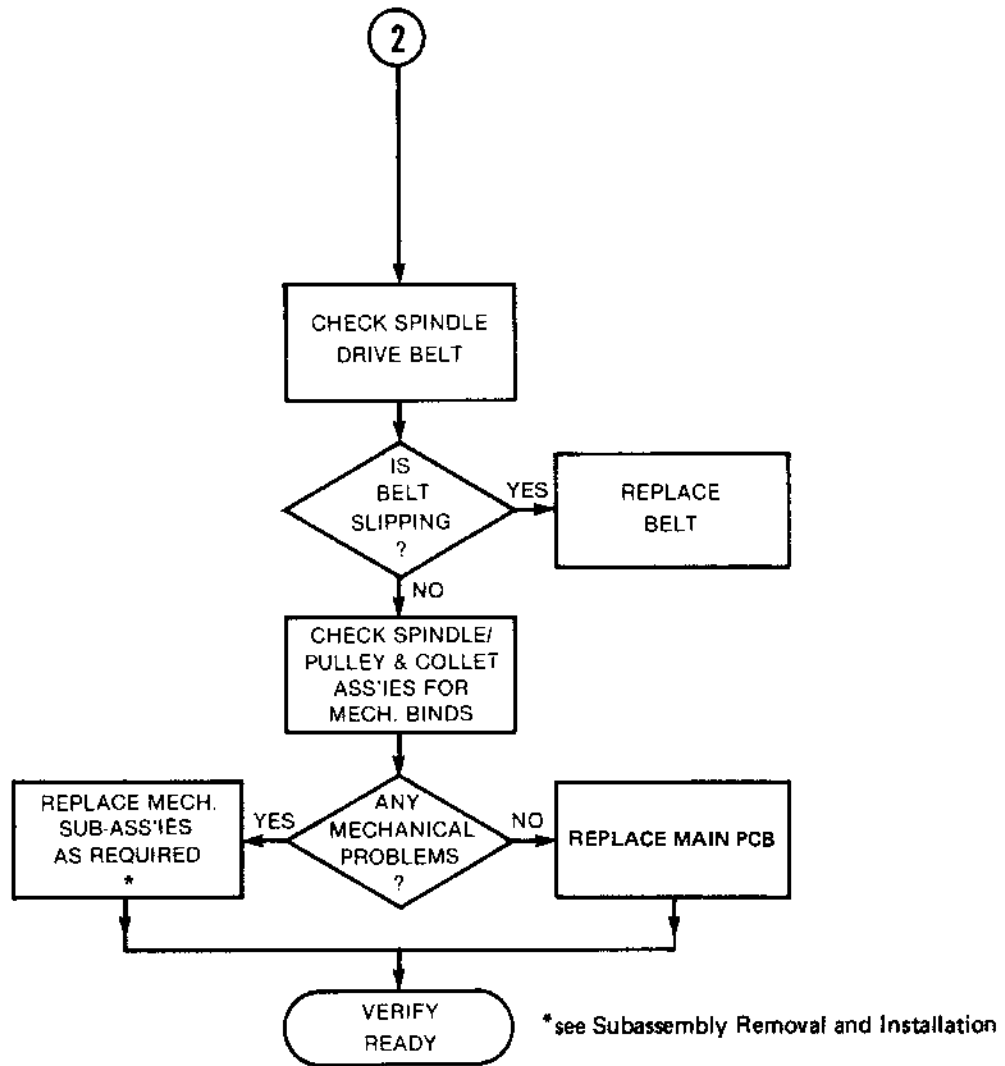 2
CHECK SPINDLE
DRIVE BELT
IS
BELT
SLIPPING
?
YES
REPLACE
BELT
NO
CHECK SPINDLE/
PULLEY & COLLET
ASS'IES FOR
MECH. BINDS
REPLACE MECH.
SUB-ASS'IES
AS REQUIRED
*
YES
ANY
MECHANICAL
PROBLEMS
?
NO
REPLACE MAIN PCB
VERIFY
READY
*see Subassembly Removal and Installation